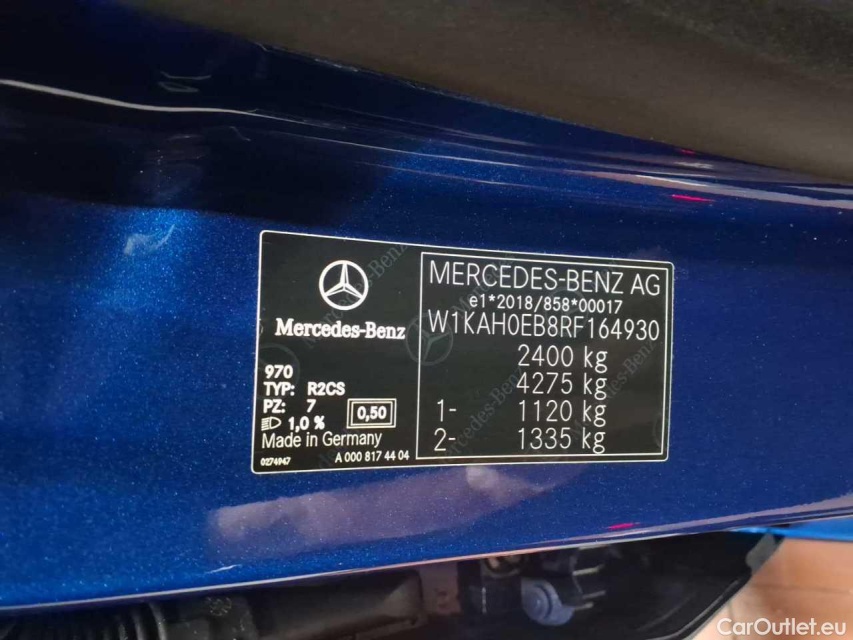 Mercedes-Benz
970
TYP: R2CS
PZ: 7
1,0 %
0,50
Made in Germany
0274947
A 000 817 44 04
MERCEDES-BENZ AG
e1*2018/858*00017
W1KAH0EB8RF164930
2400 kg
4275 kg
1- 1120 kg
2- 1335 kg
CarOutlet.eu